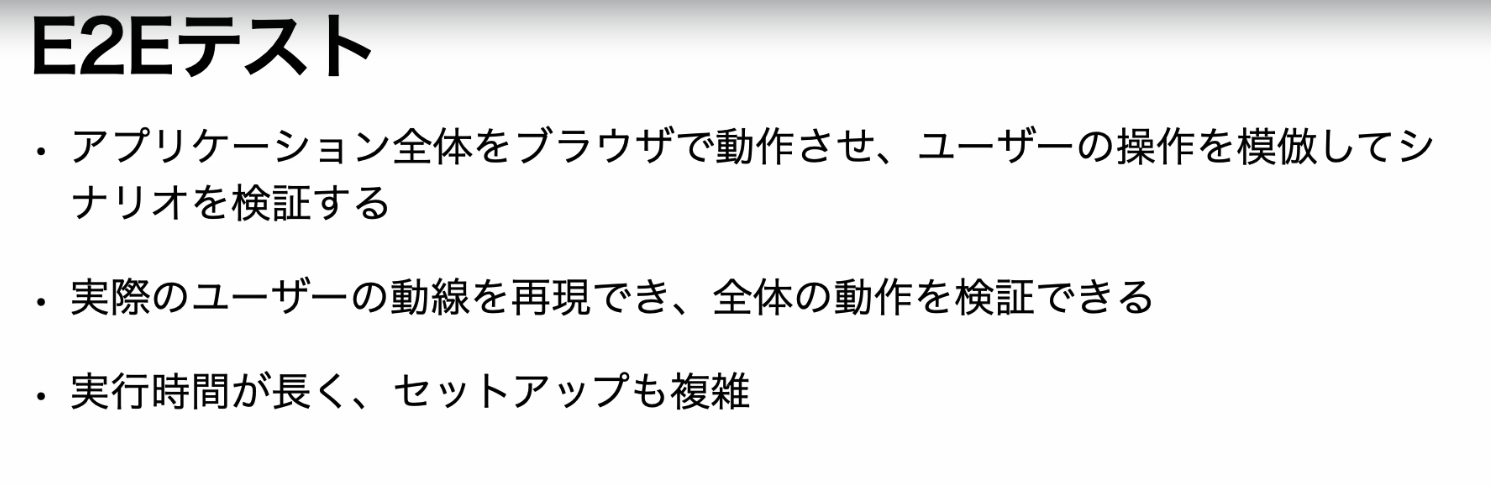 E2Eテスト
・アプリケーション全体をブラウザで動作させ、ユーザーの操作を模倣してシ
ナリオを検証する
・実際のユーザーの動線を再現でき、全体の動作を検証できる
・実行時間が長く、セットアップも複雑